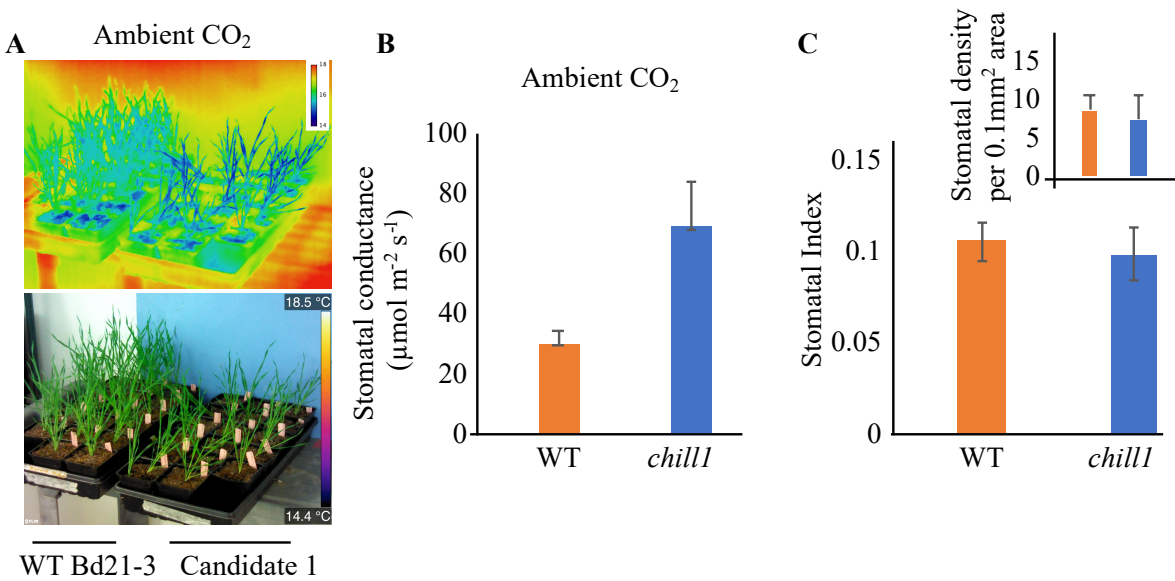 A
Ambient CO₂
18
16
14
18.5 °C
14.4 °C
WT Bd21-3
Candidate 1
B
Ambient CO₂
Stomatal conductance
(µmol m⁻² s⁻¹)
100
80
60
40
20
0
WT
chill1
C
Stomatal Index
0.15
0.1
0.05
0
WT
chill1
Stomatal density
per 0.1mm² area
15
10
5
0